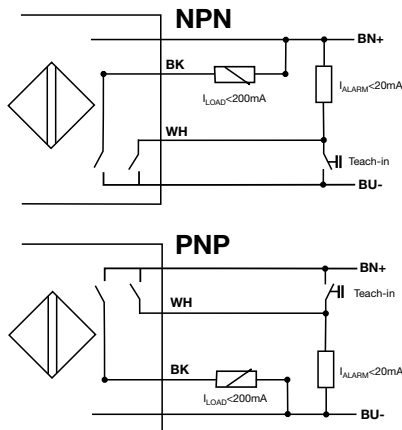 NPN
BN+
BK
I_LOAD<200mA
I_ALARM<20mA
WH
Teach-in
BU-
PNP
BN+
Teach-in
WH
BK
I_LOAD<200mA
I_ALARM<20mA
BU-